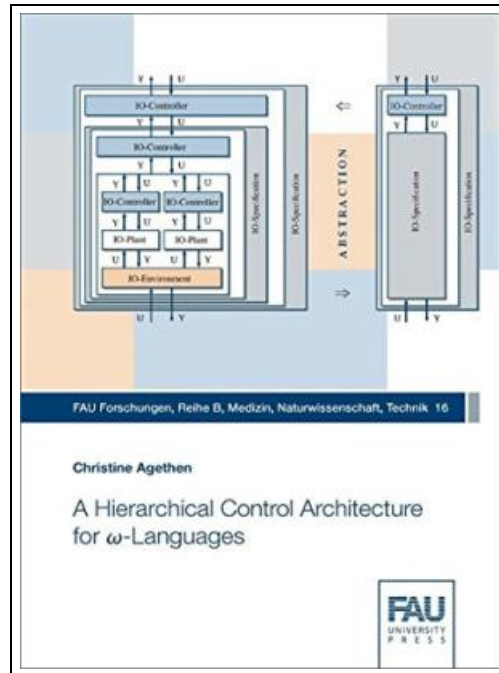 Y U
IO-Controller
Y U
IO-Controller
Y U
Y U Y U
IO-Controller IO-Controller
Y U Y U
IO-Plant IO-Plant
U Y U Y
IO-Environment
U Y
IO-Specification
IO-Specification
⇐
ABSTRACTION
⇒
Y U
IO-Controller
Y U
IO-Specification
IO-Specification
U Y
FAU Forschungen, Reihe B, Medizin, Naturwissenschaft, Technik 16
Christine Agethen
A Hierarchical Control Architecture
for ω-Languages
FAU
UNIVERSITY
PRESS